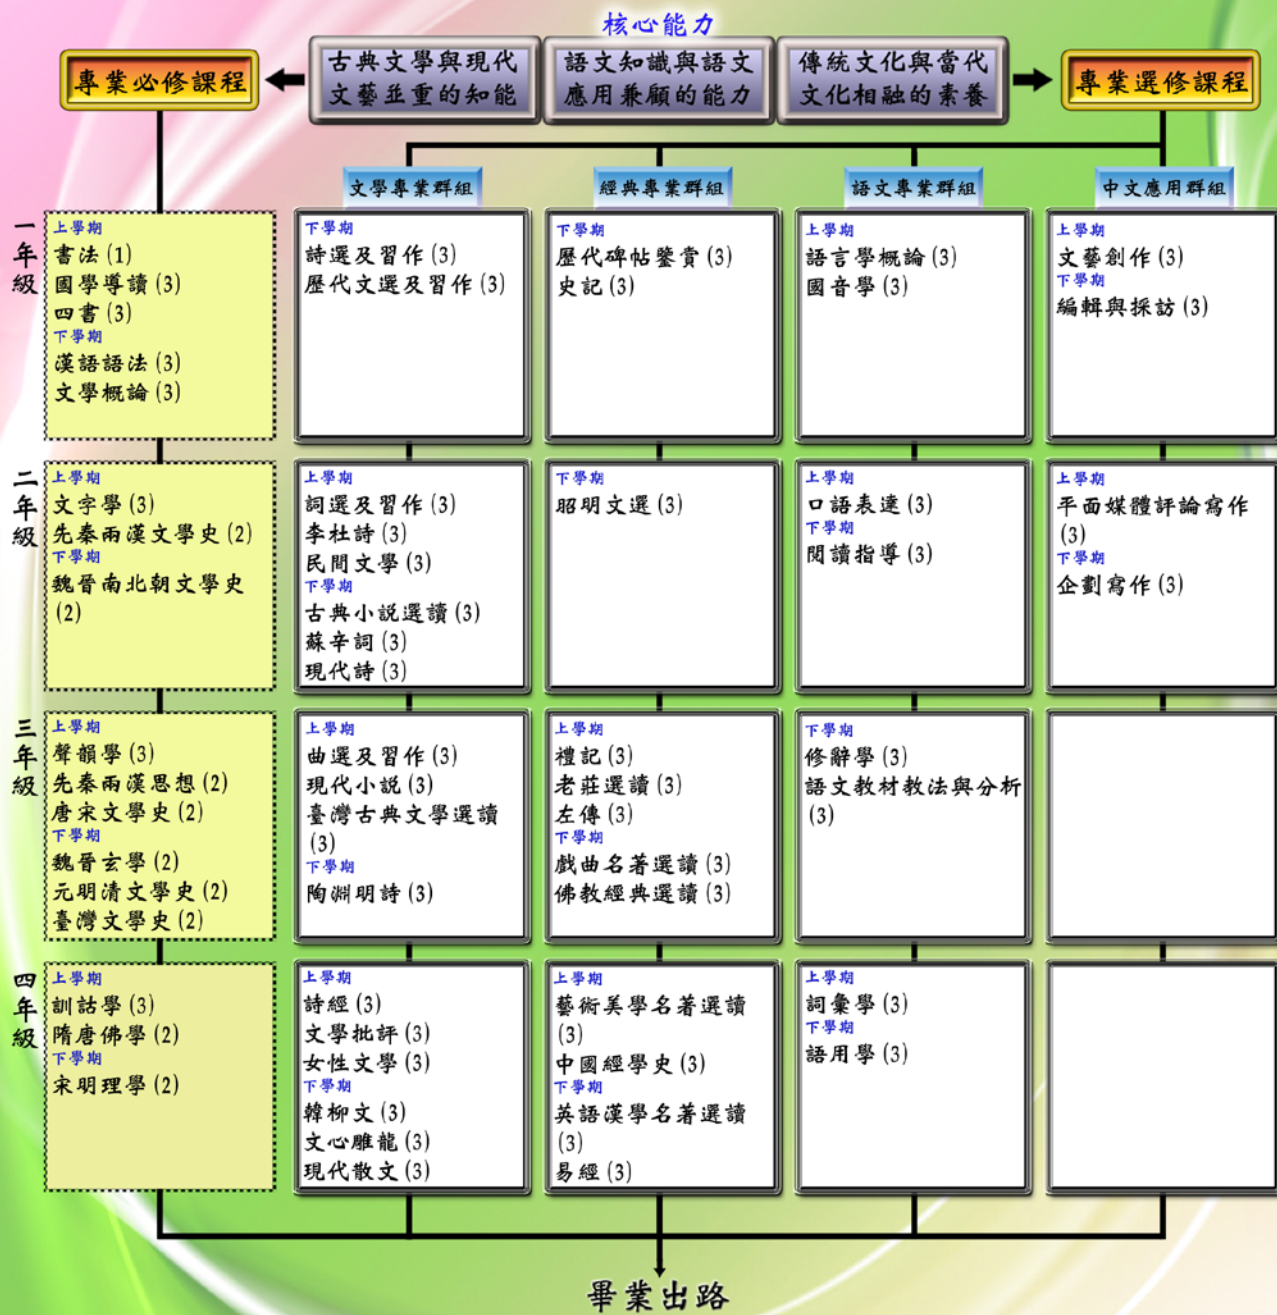 核心能力
專業必修課程
古典文學與現代
文藝並重的知能
語文知識與語文
應用兼顧的能力
傳統文化與當代
文化相融的素養
專業選修課程
文學專業群組
經典專業群組
語文專業群組
中文應用群組
一年級
上學期
書法 (1)
國學導讀 (3)
四書 (3)
下學期
漢語語法 (3)
文學概論 (3)
下學期
詩選及習作 (3)
歷代文選及習作 (3)
下學期
歷代碑帖鑒賞 (3)
史記 (3)
上學期
語言學概論 (3)
國音學 (3)
上學期
文藝創作 (3)
下學期
編輯與採訪 (3)
二年級
上學期
文字學 (3)
先秦兩漢文學史 (2)
下學期
魏晉南北朝文學史
(2)
上學期
詞選及習作 (3)
李杜詩 (3)
民間文學 (3)
下學期
古典小說選讀 (3)
蘇辛詞 (3)
現代詩 (3)
下學期
昭明文選 (3)
上學期
口語表達 (3)
下學期
閱讀指導 (3)
上學期
平面媒體評論寫作
(3)
下學期
企劃寫作 (3)
三年級
上學期
聲韻學 (3)
先秦兩漢思想 (2)
唐宋文學史 (2)
下學期
魏晉玄學 (2)
元明清文學史 (2)
臺灣文學史 (2)
上學期
曲選及習作 (3)
現代小說 (3)
臺灣古典文學選讀
(3)
下學期
陶淵明詩 (3)
上學期
禮記 (3)
老莊選讀 (3)
左傳 (3)
下學期
戲曲名著選讀 (3)
佛教經典選讀 (3)
下學期
修辭學 (3)
語文教材教法與分析
(3)
四年級
上學期
訓詁學 (3)
隋唐佛學 (2)
下學期
宋明理學 (2)
上學期
詩經 (3)
文學批評 (3)
女性文學 (3)
下學期
韓柳文 (3)
文心雕龍 (3)
現代散文 (3)
上學期
藝術美學名著選讀
(3)
中國經學史 (3)
下學期
英語漢學名著選讀
(3)
易經 (3)
上學期
詞彙學 (3)
下學期
語用學 (3)
畢業出路